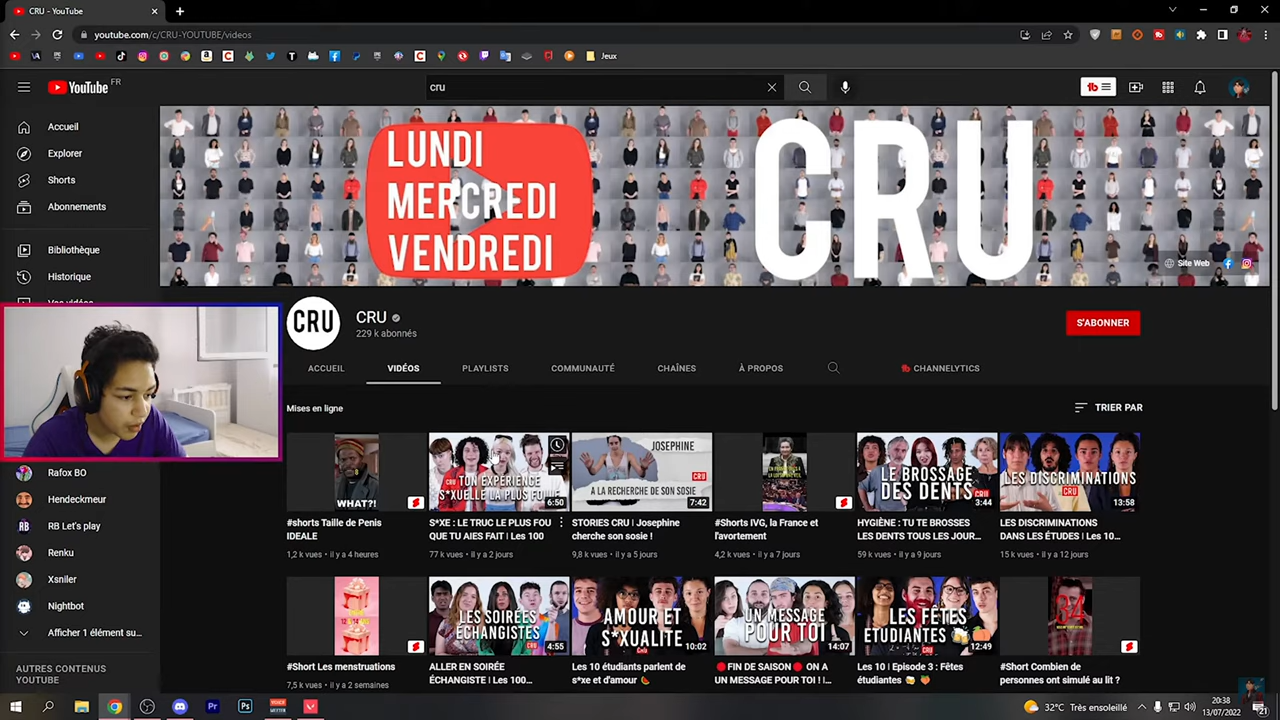 CRU - YouTube
youtube.com/c/CRU-YOUTUBE/videos
Jeux
YouTube FR
cru
Accueil
Explorer
Shorts
Abonnements
Bibliothèque
Historique
LUNDI
MERCREDI
VENDREDI
CRU
Site Web
CRU
CRU
229 k abonnés
S'ABONNER
ACCUEIL
VIDÉOS
PLAYLISTS
COMMUNAUTÉ
CHAÎNES
À PROPOS
CHANNELYTICS
Mises en ligne
TRIER PAR
WHAT?!
TON EXPERIENCE
S*XUELLE LA PLUS
6:50
JOSEPHINE
CRU
A LA RECHERCHE DE SON SOSIE
7:42
LE BROSSAGE
DES DENTS
3:44
LES DISCRIMINATIONS
CRU
13:58
#shorts Taille de Penis
IDEALE
1,2 k vues • il y a 4 heures
S*XE : LE TRUC LE PLUS FOU
QUE TU AIES FAIT I Les 100
77 k vues • il y a 2 jours
STORIES CRU I Josephine
cherche son sosie !
9,8 k vues • il y a 5 jours
#Shorts IVG, la France et
l'avortement
4,2 k vues • il y a 7 jours
HYGIÈNE : TU TE BROSSES
LES DENTS TOUS LES JOUR...
59 k vues • il y a 9 jours
LES DISCRIMINATIONS
DANS LES ÉTUDES I Les 10...
15 k vues • il y a 12 jours
LES SOIRÉES
ÉCHANGISTES
4:55
AMOUR ET
S*XUALITE
10:02
UN MESSAGE
POUR TOI
14:07
LES FÊTES
ETUDIANTES
12:49
#Short Les menstruations
7,5 k vues • il y a 2 semaines
ALLER EN SOIRÉE
ÉCHANGISTE I Les 100...
Les 10 étudiants parlent de
s*xe et d'amour
FIN DE SAISON ON A
UN MESSAGE POUR TOI ! I...
Les 10 I Episode 3 : Fêtes
étudiantes
#Short Combien de
personnes ont simulé au lit ?
Rafox BO
Hendeckmeur
RB Let's play
Renku
Xsniler
Nightbot
Afficher 1 élément su...
AUTRES CONTENUS
YOUTUBE
32°C Très ensoleillé
20:38
13/07/2022
21